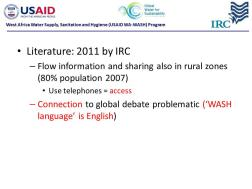 USAID
FROM THE AMERICAN PEOPLE
Global
Water for
Sustainability
West Africa Water Supply, Sanitation and Hygiene (USAID WA-WASH) Program
IRC
• Literature: 2011 by IRC
– Flow information and sharing also in rural zones
(80% population 2007)
• Use telephones = access
– Connection to global debate problematic (‘WASH
language’ is English)